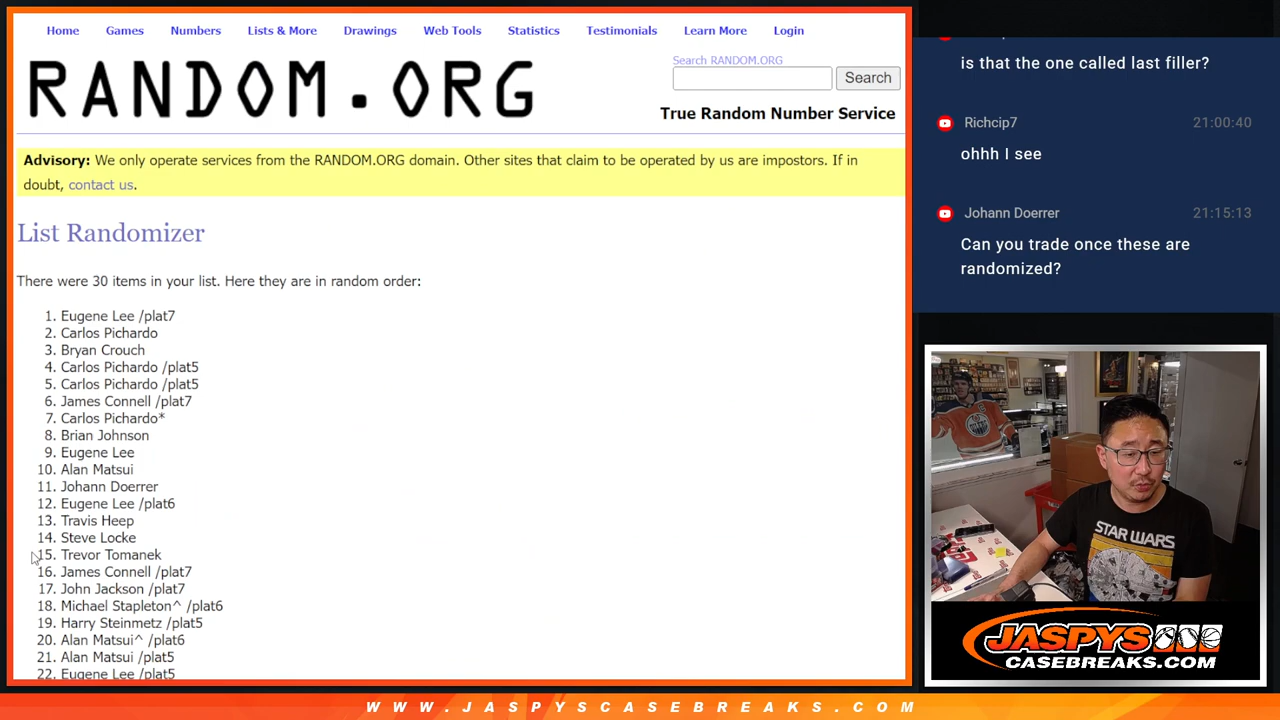 Home Games Numbers Lists & More Drawings Web Tools Statistics Testimonials Learn More Login
RANDOM.ORG
Search RANDOM.ORG
Search
True Random Number Service
Advisory: We only operate services from the RANDOM.ORG domain. Other sites that claim to be operated by us are impostors. If in
doubt, contact us.
List Randomizer
There were 30 items in your list. Here they are in random order:
1. Eugene Lee /plat7
2. Carlos Pichardo
3. Bryan Crouch
4. Carlos Pichardo /plat5
5. Carlos Pichardo /plat5
6. James Connell /plat7
7. Carlos Pichardo*
8. Brian Johnson
9. Eugene Lee
10. Alan Matsui
11. Johann Doerrer
12. Eugene Lee /plat6
13. Travis Heep
14. Steve Locke
15. Trevor Tomanek
16. James Connell /plat7
17. John Jackson /plat7
18. Michael Stapleton^ /plat6
19. Harry Steinmetz /plat5
20. Alan Matsui^ /plat6
21. Alan Matsui /plat5
22. Eugene Lee /plat5
is that the one called last filler?
Richcip7 21:00:40
ohhh I see
Johann Doerrer 21:15:13
Can you trade once these are
randomized?
STAR WARS
JASPYS
CASEBREAKS.COM
WWW.JASPYSCASEBREAKS.COM